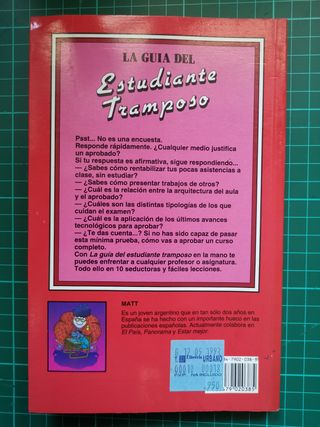 LA GUIA DEL
Estudiante
Tramposo
Psst... No es una encuesta.
Responde rápidamente. ¿Cualquier medio justifica
un aprobado?
Si tu respuesta es afirmativa, sigue respondiendo...
— ¿Sabes cómo rentabilizar tus pocas asistencias a
clase, sin estudiar?
— ¿Sabes cómo presentar trabajos de otros?
— ¿Cuál es la relación entre la arquitectura del aula
y el aprobado?
— ¿Cuáles son las distintas tipologías de los que
cuidan el examen?
— ¿Cuál es la aplicación de los últimos avances
tecnológicos para aprobar?
— ¿Te das cuenta...? Si no has sido capaz de pasar
esta mínima prueba, cómo vas a aprobar un curso
completo.
Con La guía del estudiante tramposo en la mano te
puedes enfrentar a cualquier profesor o asignatura.
Todo ello en 10 seductoras y fáciles lecciones.
MATT
Es un joven argentino que en tan sólo dos años en
España se ha hecho con un importante hueco en las
publicaciones españolas. Actualmente colabora en
El País, Panorama y Estar mejor.
URBANO
P.V.P. IVA INCLUIDO
950